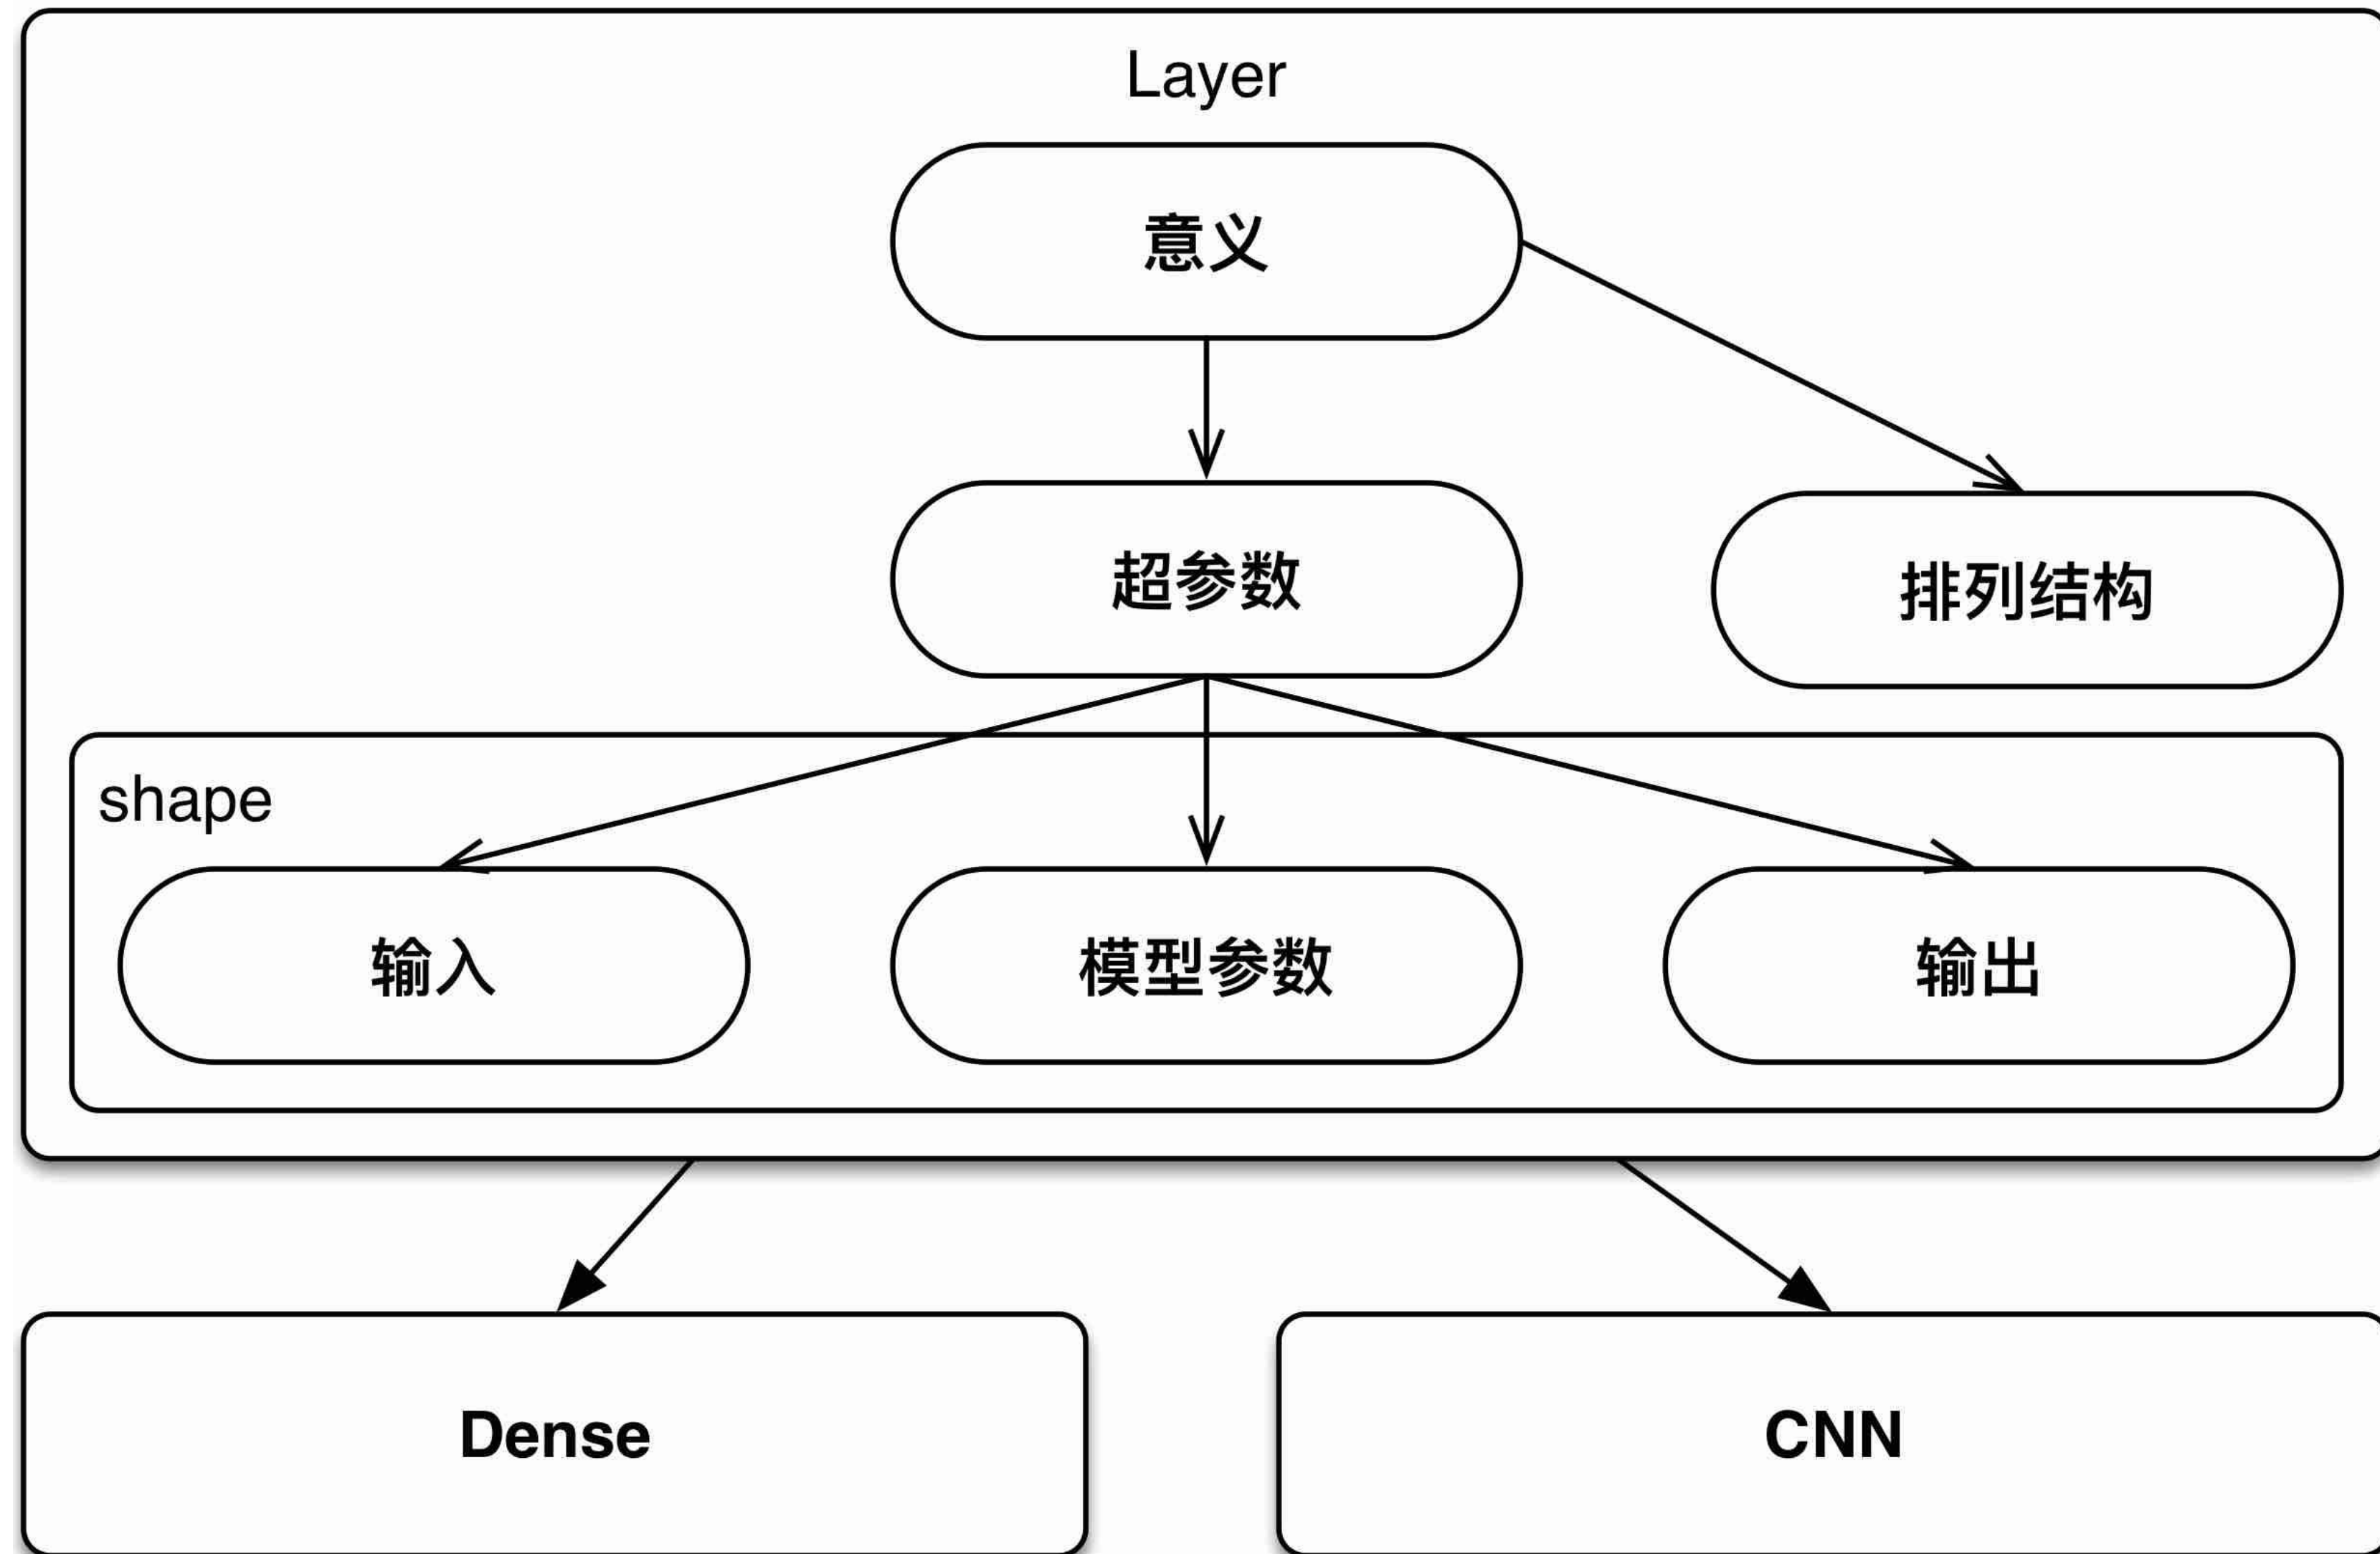 Layer
意义
超参数
排列结构
shape
输入
模型参数
输出
Dense
CNN